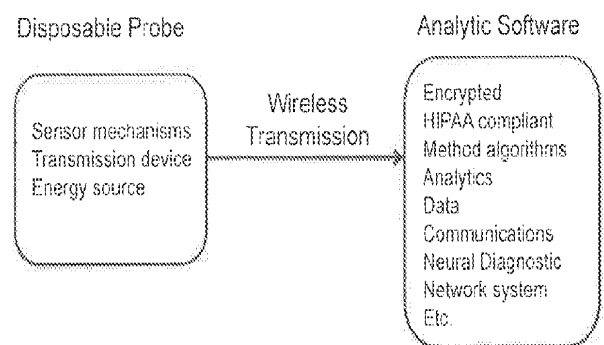 Disposable Probe
Sensor mechanisms
Transmission device
Energy source
Wireless
Transmission
Analytic Software
Encrypted
HIPAA compliant
Method algorithms
Analytics
Data
Communications
Neural Diagnostic
Network system
Etc.